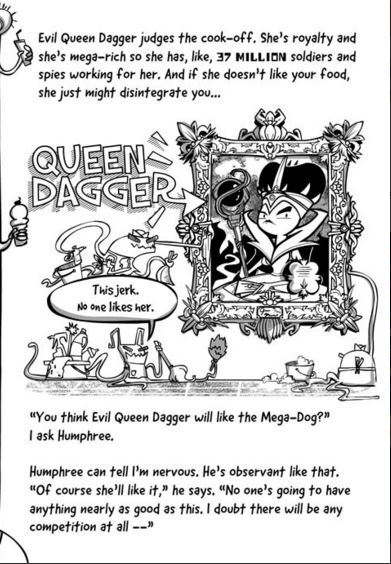 Evil Queen Dagger judges the cook-off. She's royalty and
she's mega-rich so she has, like, 37 MILLION soldiers and
spies working for her. And if she doesn't like your food,
she just might disintegrate you...
QUEEN
DAGGER
This jerk.
No one likes her.
"You think Evil Queen Dagger will like the Mega-Dog?"
I ask Humphree.
Humphree can tell I'm nervous. He's observant like that.
"Of course she'll like it," he says. "No one's going to have
anything nearly as good as this. I doubt there will be any
competition at all --"